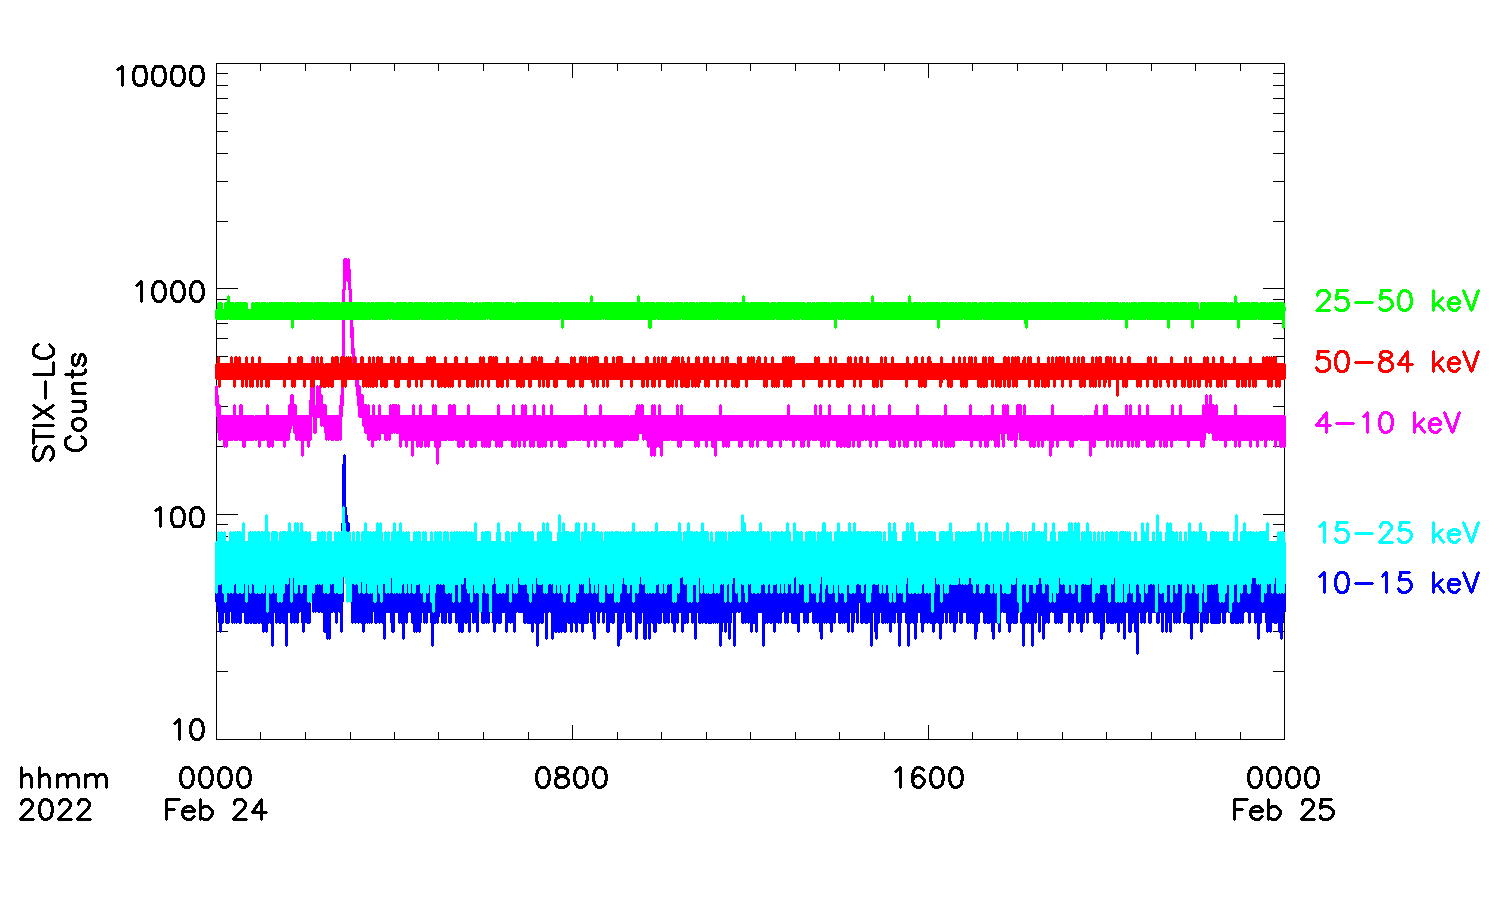 10000
1000
100
10
STIX-LC
Counts
25-50 keV
50-84 keV
4-10 keV
15-25 keV
10-15 keV
hhmm 0000 0800 1600 0000
2022 Feb 24 Feb 25